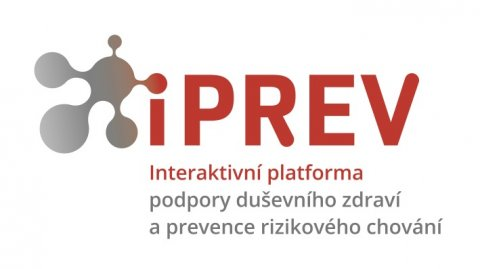 iPREV
Interaktivní platforma
podpory duševního zdraví
a prevence rizikového chování